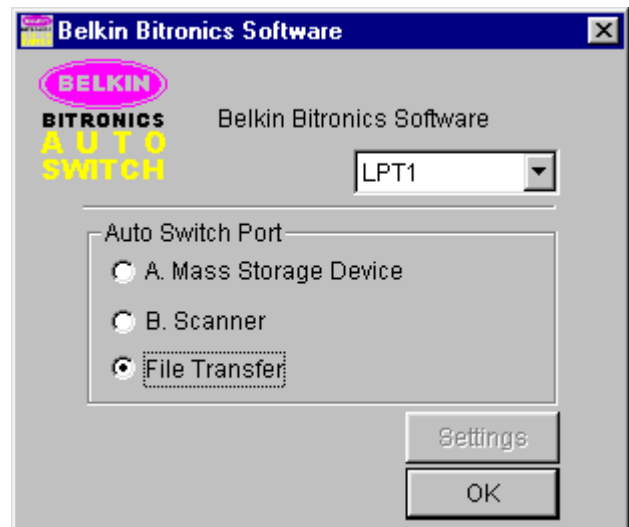 Belkin Bitronics Software
BELKIN
BITRONICS
AUTO
SWITCH
Belkin Bitronics Software
LPT1
Auto Switch Port
A. Mass Storage Device
B. Scanner
File Transfer
Settings
OK